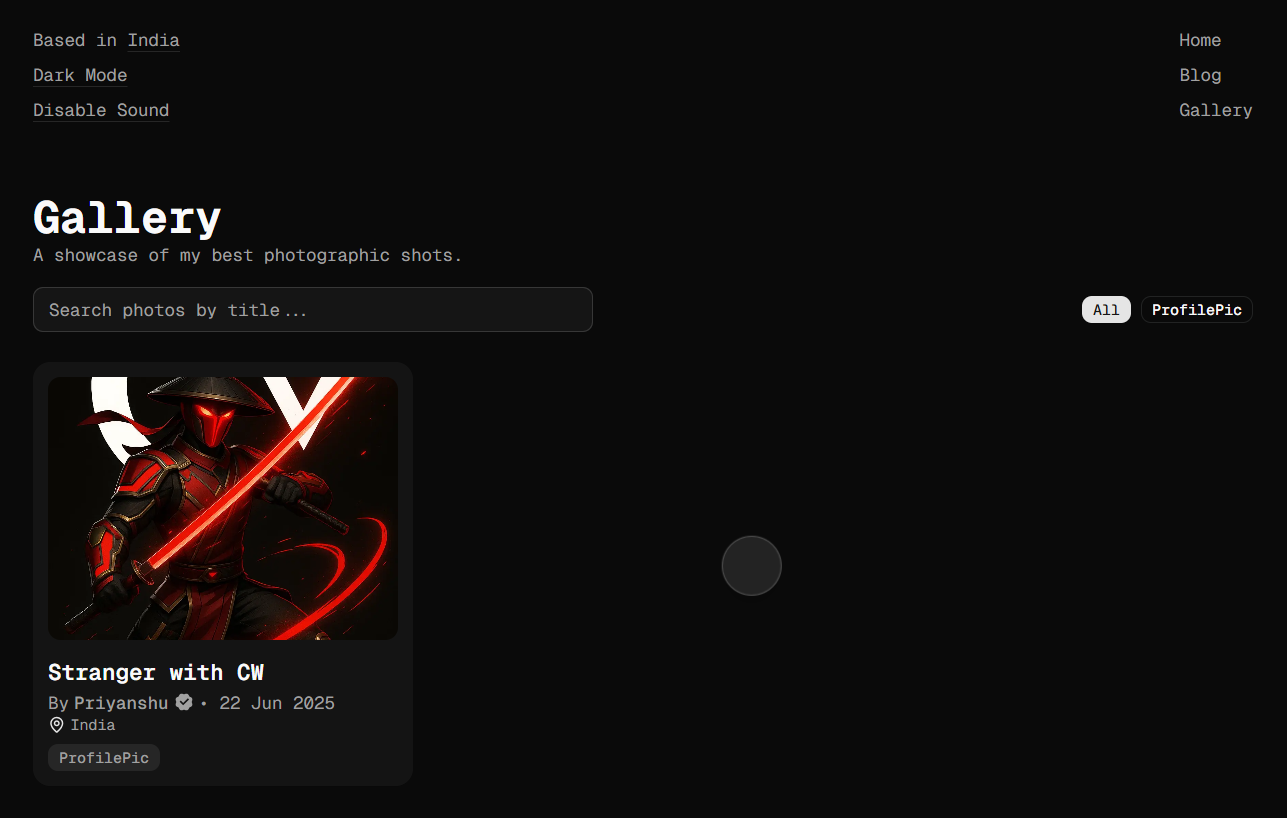 Based in India
Dark Mode
Disable Sound
Home
Blog
Gallery
Gallery
A showcase of my best photographic shots.
Search photos by title...
All
ProfilePic
Stranger with CW
By Priyanshu • 22 Jun 2025
India
ProfilePic